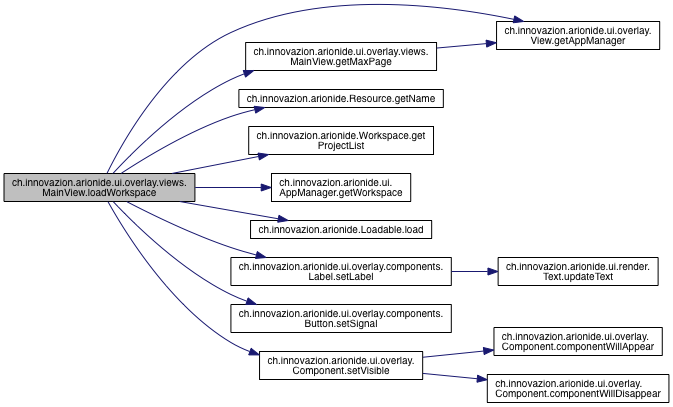 ch.innovazion.arionide.ui.overlay.views.
MainView.loadWorkspace
ch.innovazion.arionide.ui.overlay.
View.getAppManager
ch.innovazion.arionide.ui.overlay.views.
MainView.getMaxPage
ch.innovazion.arionide.Resource.getName
ch.innovazion.arionide.Workspace.get
ProjectList
ch.innovazion.arionide.ui.
AppManager.getWorkspace
ch.innovazion.arionide.Loadable.load
ch.innovazion.arionide.ui.overlay.components.
Label.setLabel
ch.innovazion.arionide.ui.render.
Text.updateText
ch.innovazion.arionide.ui.overlay.components.
Button.setSignal
ch.innovazion.arionide.ui.overlay.
Component.setVisible
ch.innovazion.arionide.ui.overlay.
Component.componentWillAppear
ch.innovazion.arionide.ui.overlay.
Component.componentWillDisappear